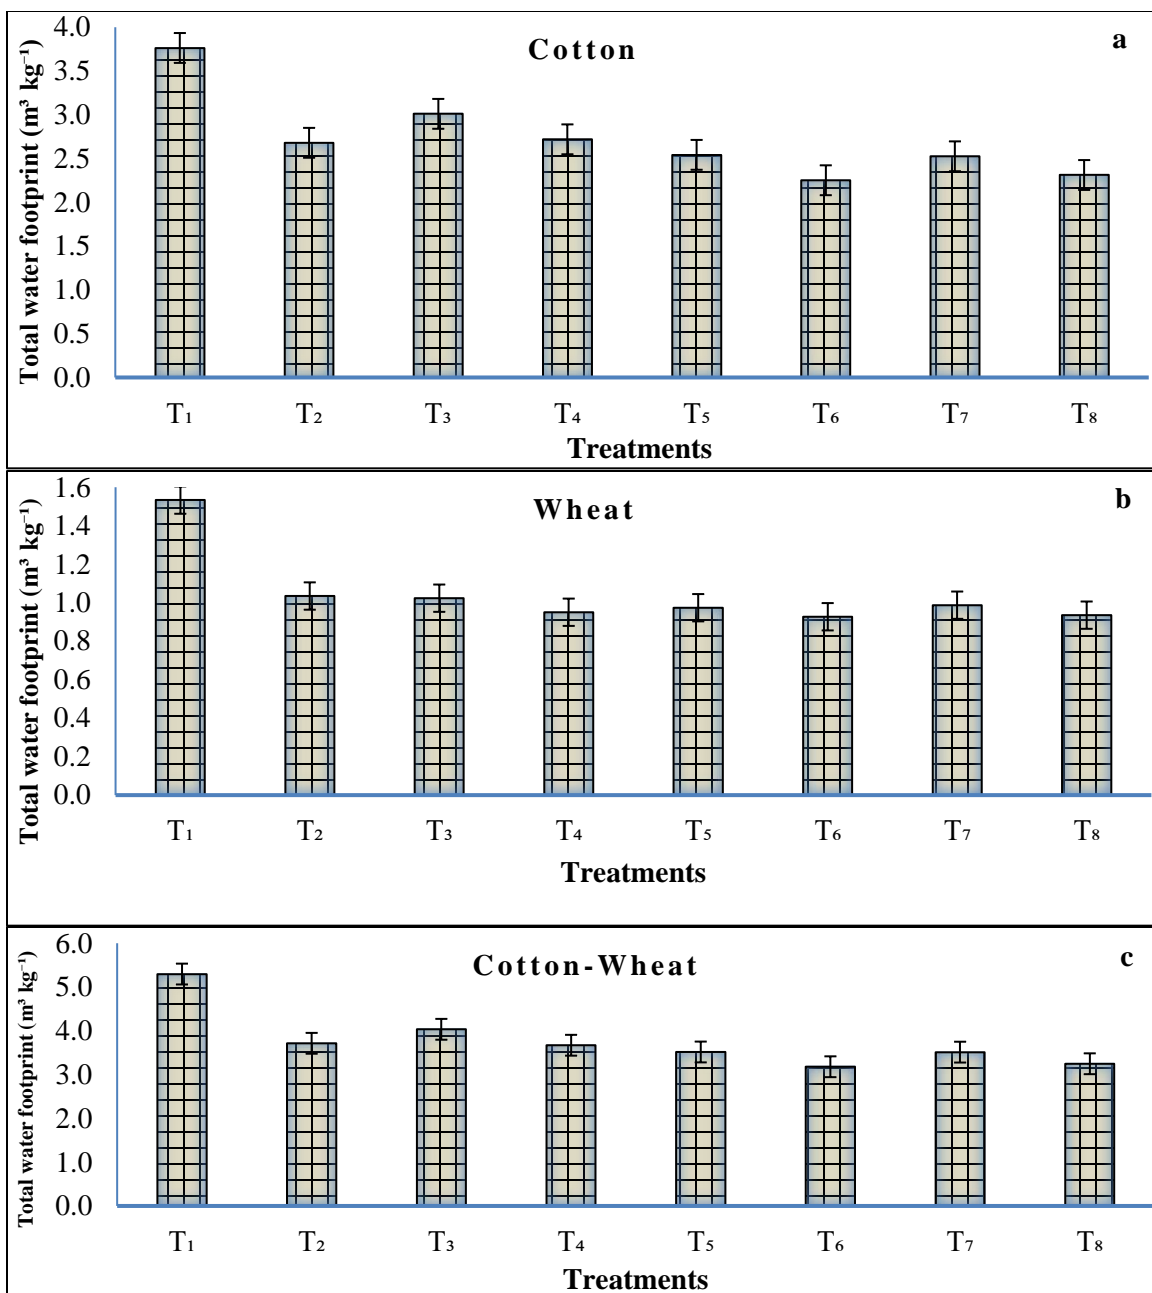 Cotton
a
Total water footprint (m³ kg⁻¹)
4.0
3.5
3.0
2.5
2.0
1.5
1.0
0.5
0.0
T₁ T₂ T₃ T₄ T₅ T₆ T₇ T₈
Treatments
Wheat
b
Total water footprint (m³ kg⁻¹)
1.6
1.4
1.2
1.0
0.8
0.6
0.4
0.2
0.0
T₁ T₂ T₃ T₄ T₅ T₆ T₇ T₈
Treatments
Cotton-Wheat
c
Total water footprint (m³ kg⁻¹)
6.0
5.0
4.0
3.0
2.0
1.0
0.0
T₁ T₂ T₃ T₄ T₅ T₆ T₇ T₈
Treatments